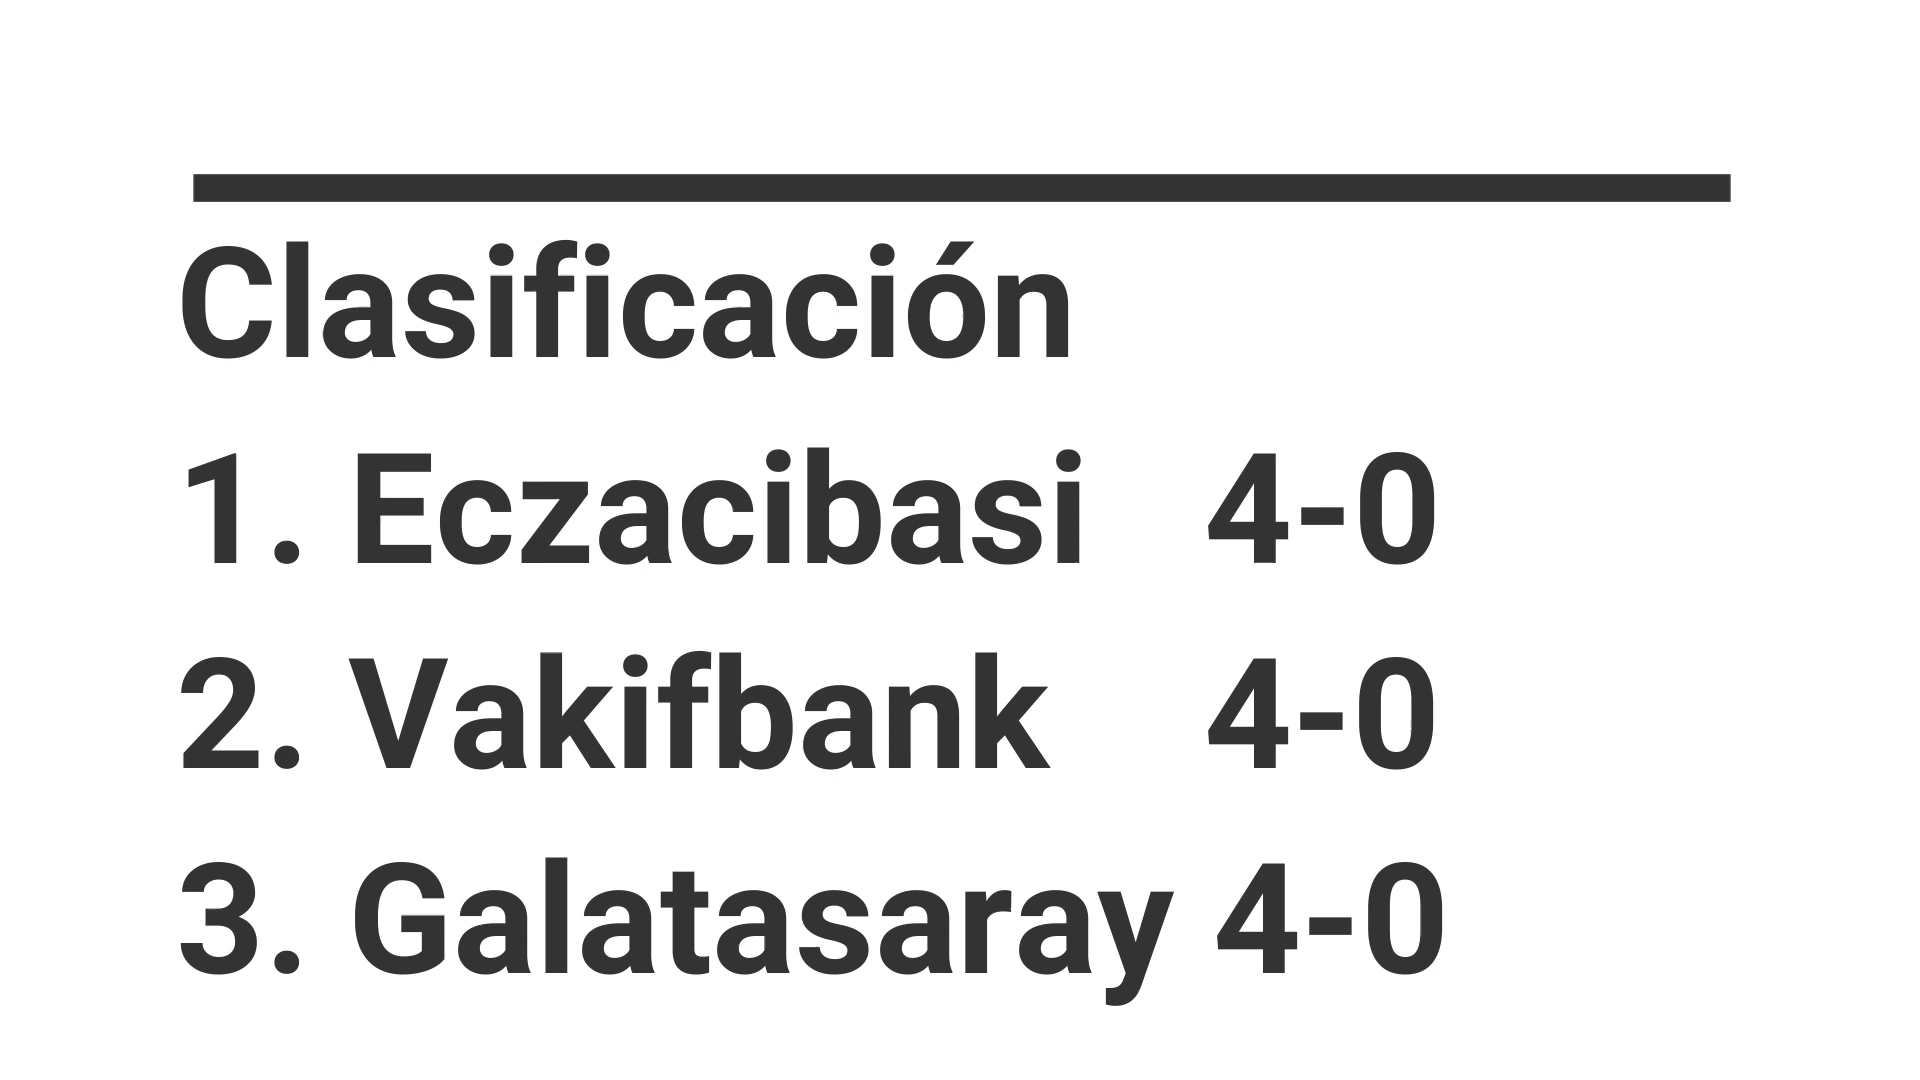 Clasificación
1. Eczacibasi 4-0
2. Vakifbank 4-0
3. Galatasaray 4-0